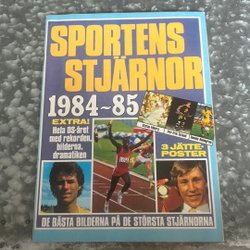 SPORTENS
STJÄRNOR
1984~85
EXTRA!
Hela OS-året
med rekorden,
bilderna,
dramatiken
3 JÄTTE-
POSTER
DE BÄSTA BILDERNA PÅ DE STÖRSTA STJÄRNORNA